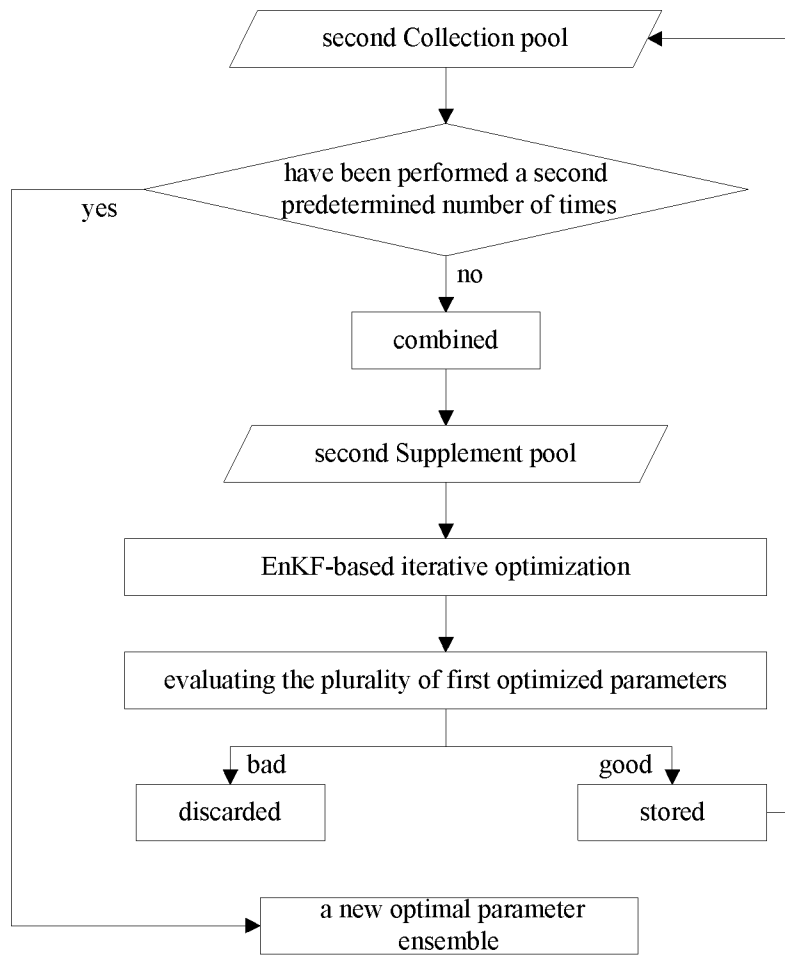 second Collection pool
have been performed a second
predetermined number of times
yes
no
combined
second Supplement pool
EnKF-based iterative optimization
evaluating the plurality of first optimized parameters
bad
good
discarded
stored
a new optimal parameter
ensemble